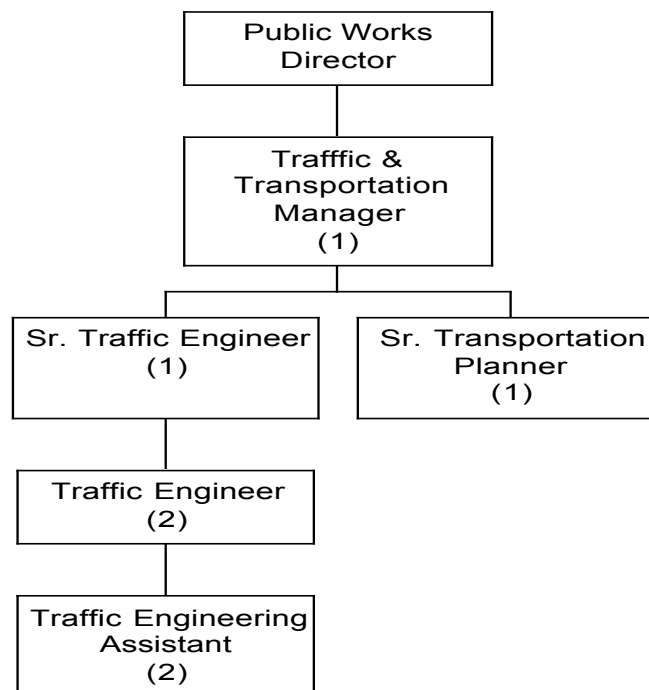 Public Works
Director
Trafffic &
Transportation
Manager
(1)
Sr. Traffic Engineer
(1)
Sr. Transportation
Planner
(1)
Traffic Engineer
(2)
Traffic Engineering
Assistant
(2)